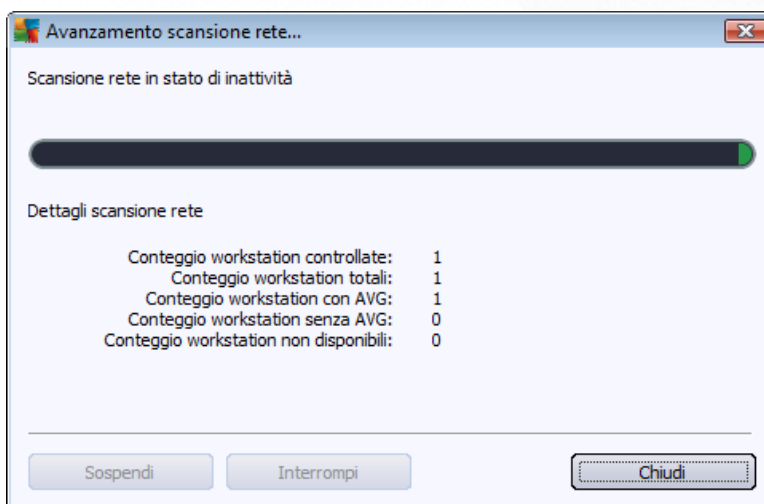 Avanzamento scansione rete...
Scansione rete in stato di inattività
Dettagli scansione rete
Conteggio workstation controllate: 1
Conteggio workstation totali: 1
Conteggio workstation con AVG: 1
Conteggio workstation senza AVG: 0
Conteggio workstation non disponibili: 0
Sospendi Interrompi Chiudi